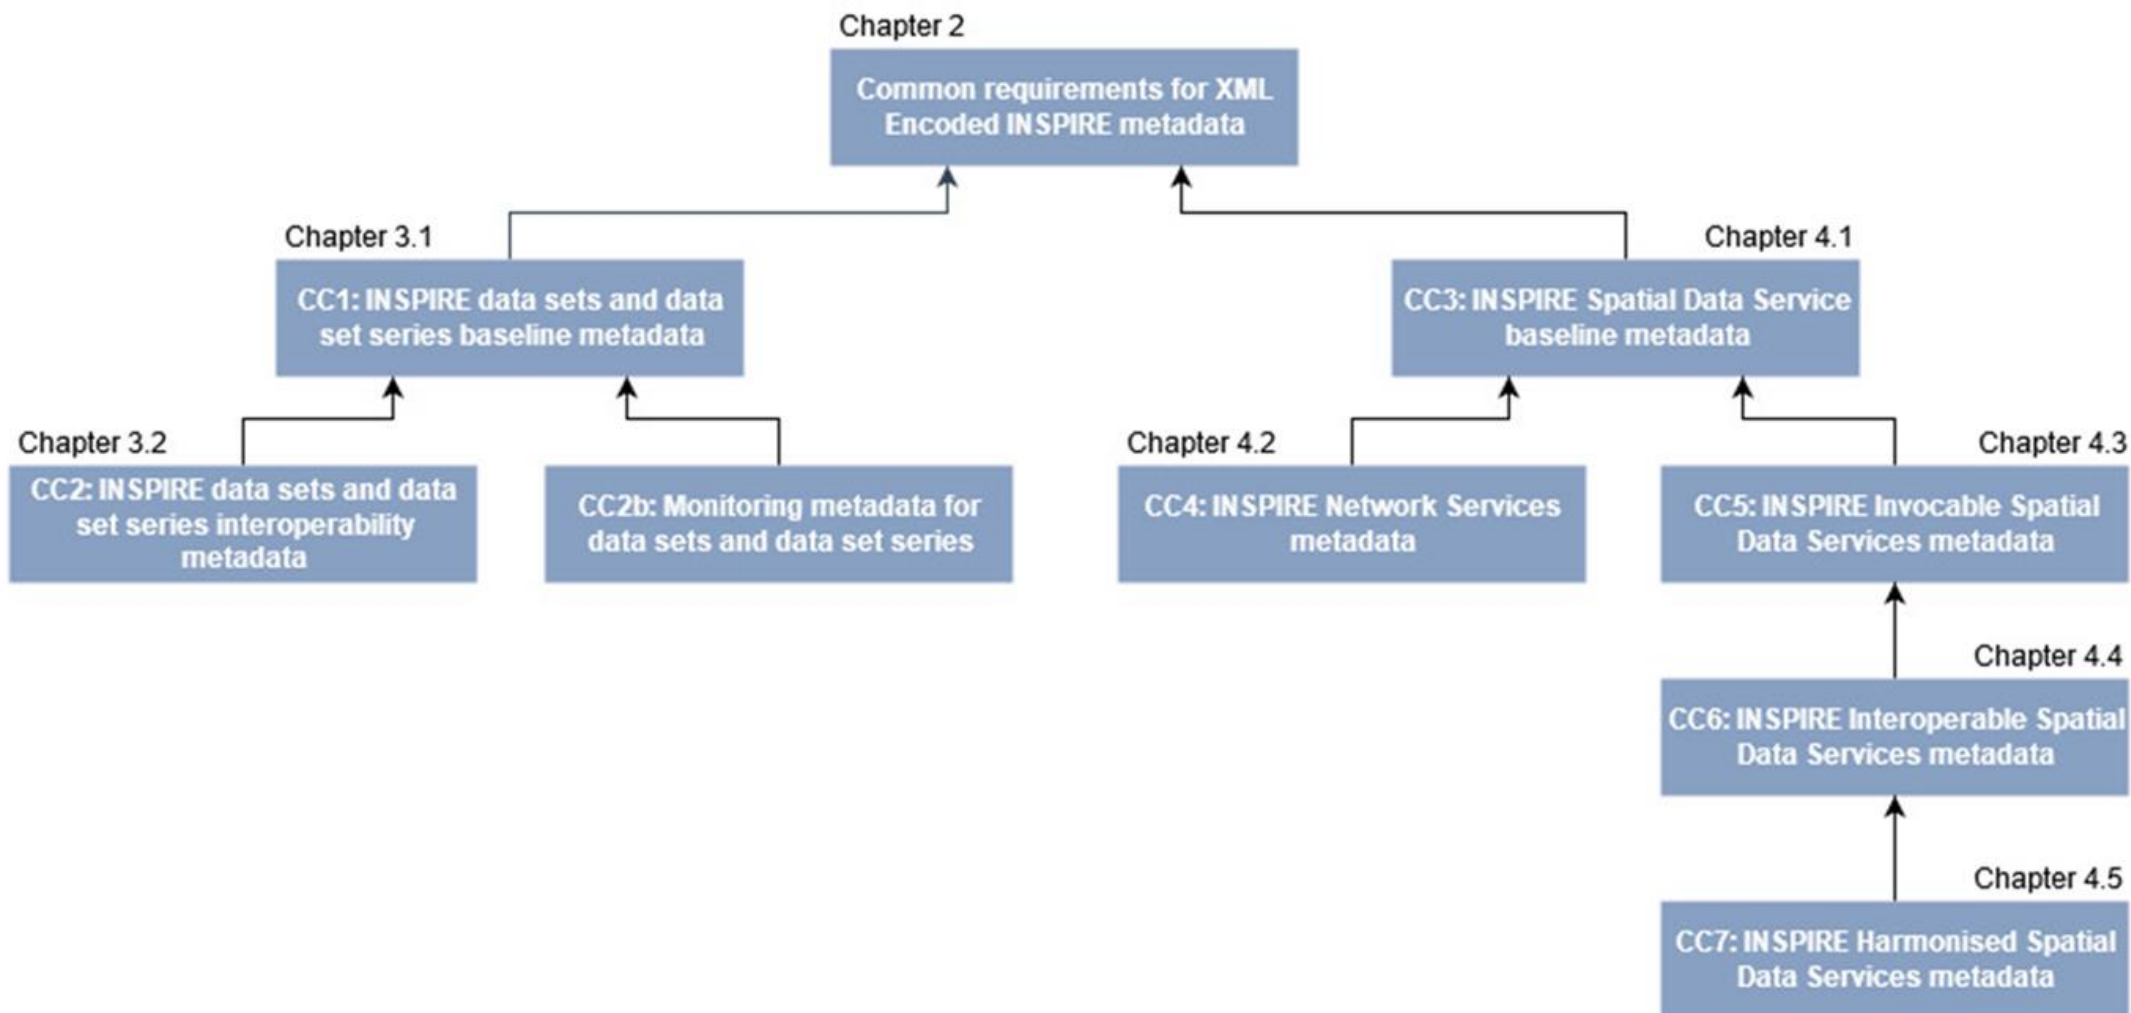 Chapter 2
Common requirements for XML
Encoded INSPIRE metadata
Chapter 3.1
CC1: INSPIRE data sets and data
set series baseline metadata
Chapter 4.1
CC3: INSPIRE Spatial Data Service
baseline metadata
Chapter 3.2
CC2: INSPIRE data sets and data
set series interoperability
metadata
CC2b: Monitoring metadata for
data sets and data set series
Chapter 4.2
CC4: INSPIRE Network Services
metadata
Chapter 4.3
CC5: INSPIRE Invocable Spatial
Data Services metadata
Chapter 4.4
CC6: INSPIRE Interoperable Spatial
Data Services metadata
Chapter 4.5
CC7: INSPIRE Harmonised Spatial
Data Services metadata